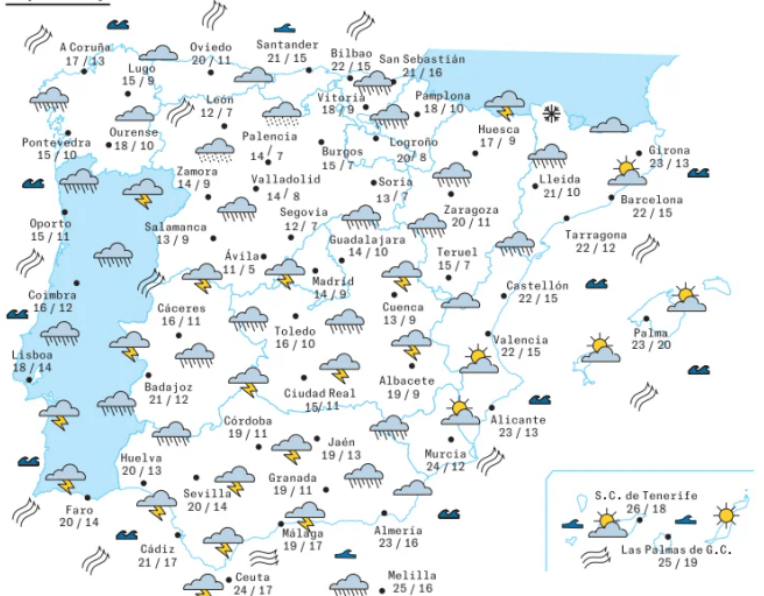 A Coruña
17 / 13
Lugo
15 / 9
Oviedo
20 / 11
Santander
21 / 15
Bilbao
22 / 15
San Sebastián
21 / 16
Vitoria
18 / 9
Pamplona
18 / 10
León
12 / 7
Pontevedra
15 / 10
Ourense
18 / 10
Palencia
14 / 7
Burgos
15 / 7
Logroño
20 / 8
Huesca
17 / 9
Girona
23 / 13
Zamora
14 / 9
Valladolid
14 / 8
Soria
13 / 7
Lleida
21 / 10
Barcelona
22 / 15
Oporto
15 / 11
Salamanca
13 / 9
Segovia
12 / 7
Zaragoza
20 / 11
Tarragona
22 / 12
Ávila
11 / 5
Guadalajara
14 / 10
Madrid
14 / 9
Teruel
15 / 7
Coimbra
16 / 12
Cáceres
16 / 11
Toledo
16 / 10
Cuenca
13 / 9
Castellón
22 / 15
Palma
23 / 20
Valencia
22 / 15
Lisboa
18 / 14
Badajoz
21 / 12
Ciudad Real
15 / 11
Albacete
19 / 9
Alicante
23 / 13
Córdoba
19 / 11
Jaén
19 / 13
Murcia
24 / 12
Huelva
20 / 13
Sevilla
20 / 14
Granada
19 / 11
Faro
20 / 14
Cádiz
21 / 17
Málaga
19 / 17
Almería
23 / 16
Ceuta
24 / 17
Melilla
25 / 16
S.C. de Tenerife
26 / 18
Las Palmas de G.C.
25 / 19